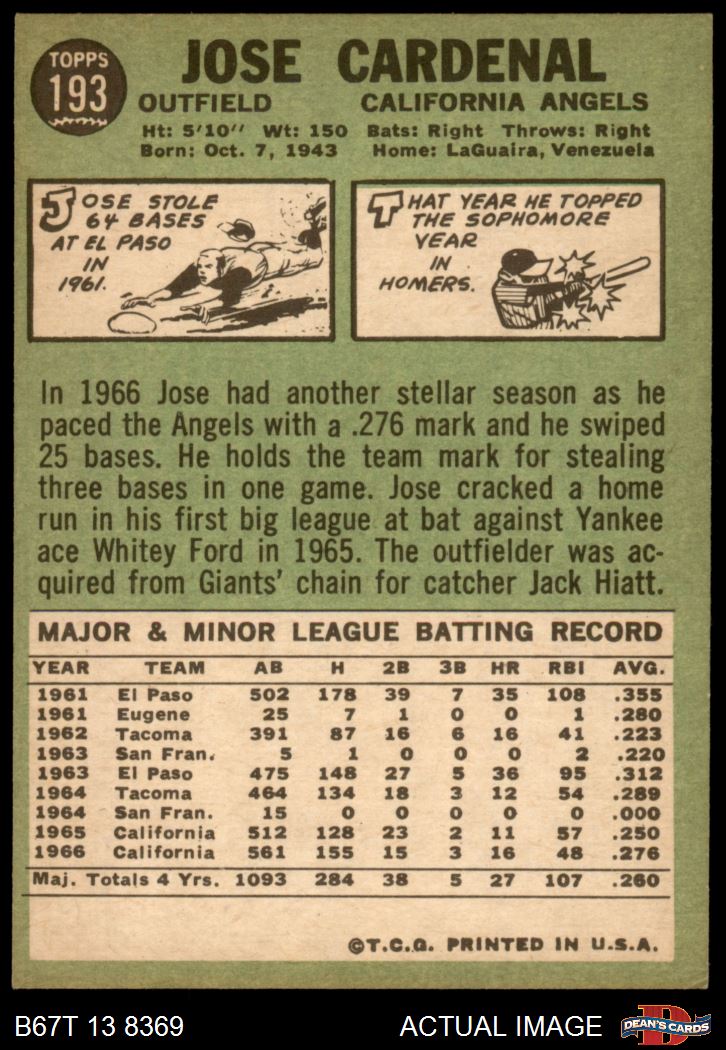 TOPPS
193
JOSE CARDENAL
OUTFIELD CALIFORNIA ANGELS
Ht: 5'10" Wt: 150 Bats: Right Throws: Right
Born: Oct. 7, 1943 Home: LaGuaira, Venezuela
JOSE STOLE
64 BASES
AT EL PASO
IN
1961.
THAT YEAR HE TOPPED
THE SOPHOMORE
YEAR
IN
HOMERS.
In 1966 Jose had another stellar season as he
paced the Angels with a .276 mark and he swiped
25 bases. He holds the team mark for stealing
three bases in one game. Jose cracked a home
run in his first big league at bat against Yankee
ace Whitey Ford in 1965. The outfielder was ac-
quired from Giants' chain for catcher Jack Hiatt.
MAJOR & MINOR LEAGUE BATTING RECORD
YEAR TEAM AB H 2B 3B HR RBI AVG.
1961 El Paso 502 178 39 7 35 108 .355
1961 Eugene 25 7 1 0 0 1 .280
1962 Tacoma 391 87 16 6 16 41 .223
1963 San Fran. 5 1 0 0 0 2 .220
1963 El Paso 475 148 27 5 36 95 .312
1964 Tacoma 464 134 18 3 12 54 .289
1964 San Fran. 15 0 0 0 0 0 .000
1965 California 512 128 23 2 11 57 .250
1966 California 561 155 15 3 16 48 .276
Maj. Totals 4 Yrs. 1093 284 38 5 27 107 .260
©T.C.G. PRINTED IN U.S.A.
B67T 13 8369 ACTUAL IMAGE
D
DEAN'S CARDS